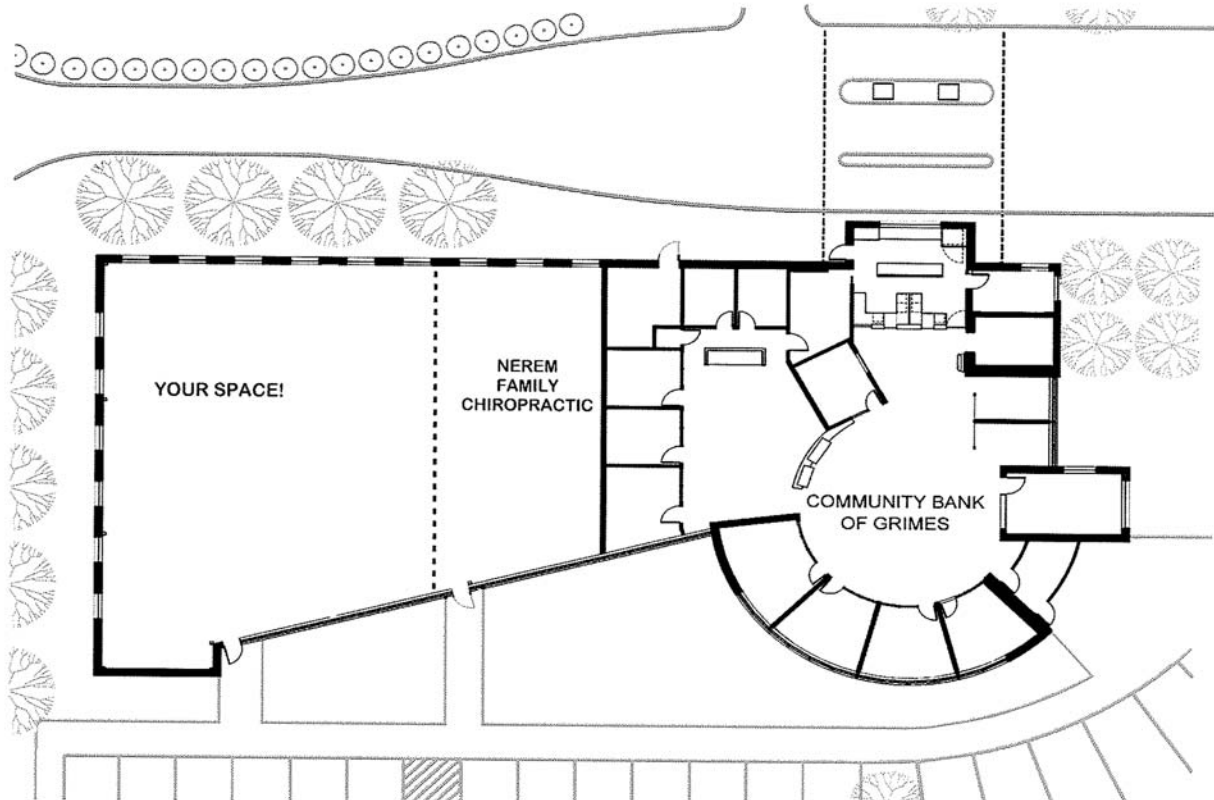 YOUR SPACE!
NEREM
FAMILY
CHIROPRACTIC
COMMUNITY BANK
OF GRIMES